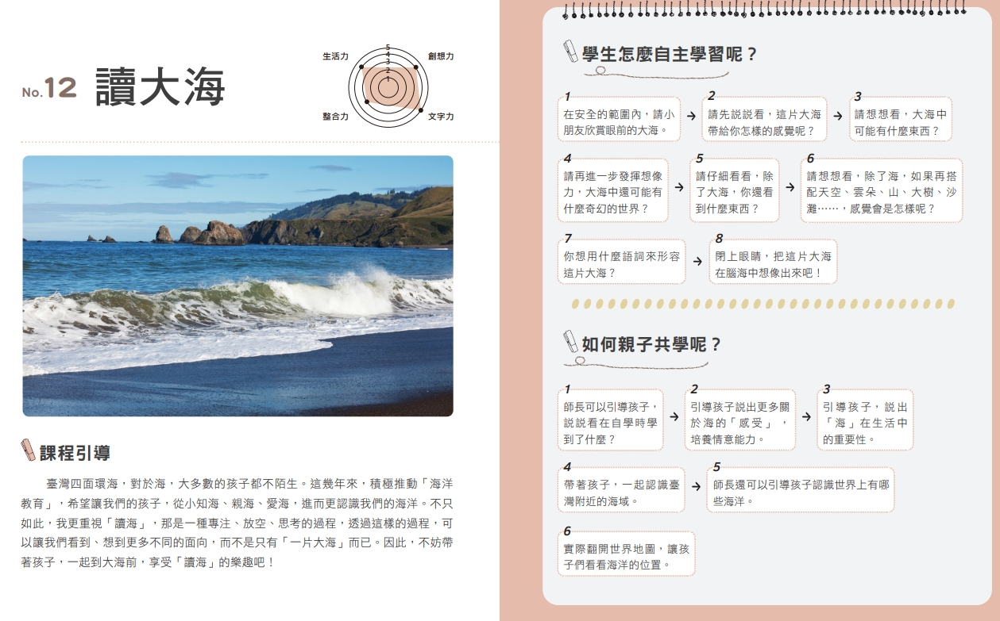 No.12 讀大海
生活力
創想力
整合力
文字力
5
4
3
2
1
課程引導
臺灣四面環海，對於海，大多數的孩子都不陌生。這幾年來，積極推動「海洋
教育」，希望讓我們的孩子，從小知海、親海、愛海，進而更認識我們的海洋。不只
如此，我更重視「讀海」，那是一種專注、放空、思考的過程，透過這樣的過程，可
以讓我們看到、想到更多不同的面向，而不是只有「一片大海」而已。因此，不妨帶
著孩子，一起到大海前，享受「讀海」的樂趣吧！
學生怎麼自主學習呢？
1
在安全的範圍內，請小
朋友欣賞眼前的大海。
2
請先説説看，這片大海
帶給你怎樣的感覺呢？
3
請想想看，大海中
可能有什麼東西？
4
請再進一步發揮想像
力，大海中還可能有
什麼奇幻的世界？
5
請仔細看看，除
了大海，你還看
到什麼東西？
6
請想想看，除了海，如果再搭
配天空、雲朵、山、大樹、沙
灘……，感覺會是怎樣呢？
7
你想用什麼語詞來形容
這片大海？
8
閉上眼睛，把這片大海
在腦海中想像出來吧！
如何親子共學呢？
1
師長可以引導孩子，
説説看在自學時學
到了什麼？
2
引導孩子説出更多關
於海的「感受」，
培養情意能力。
3
引導孩子，説出
「海」在生活中
的重要性。
4
帶著孩子，一起認識臺
灣附近的海域。
5
師長還可以引導孩子認識世界上有哪
些海洋。
6
實際翻開世界地圖，讓孩
子們看看海洋的位置。